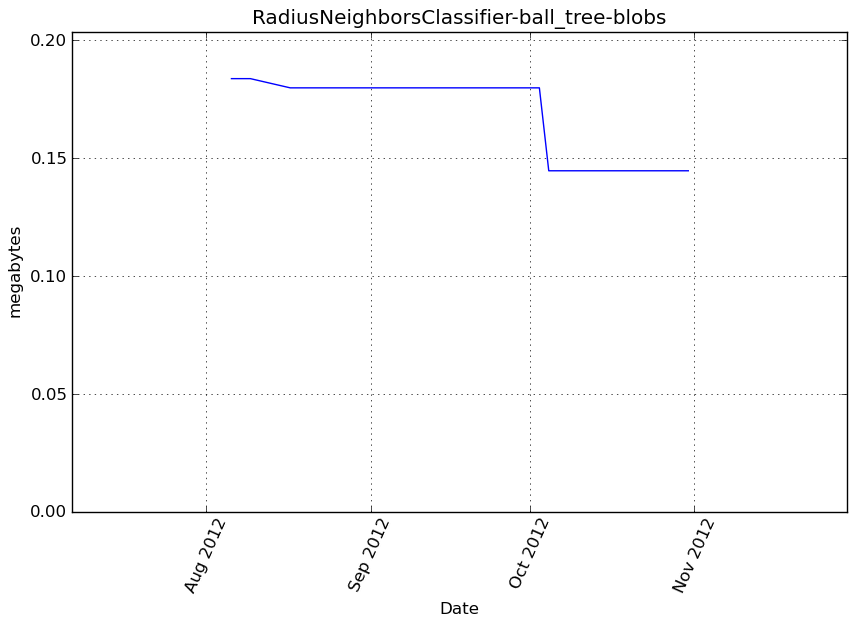 RadiusNeighborsClassifier-ball_tree-blobs
0.20
0.15
0.10
0.05
0.00
megabytes
Aug 2012
Sep 2012
Oct 2012
Nov 2012
Date